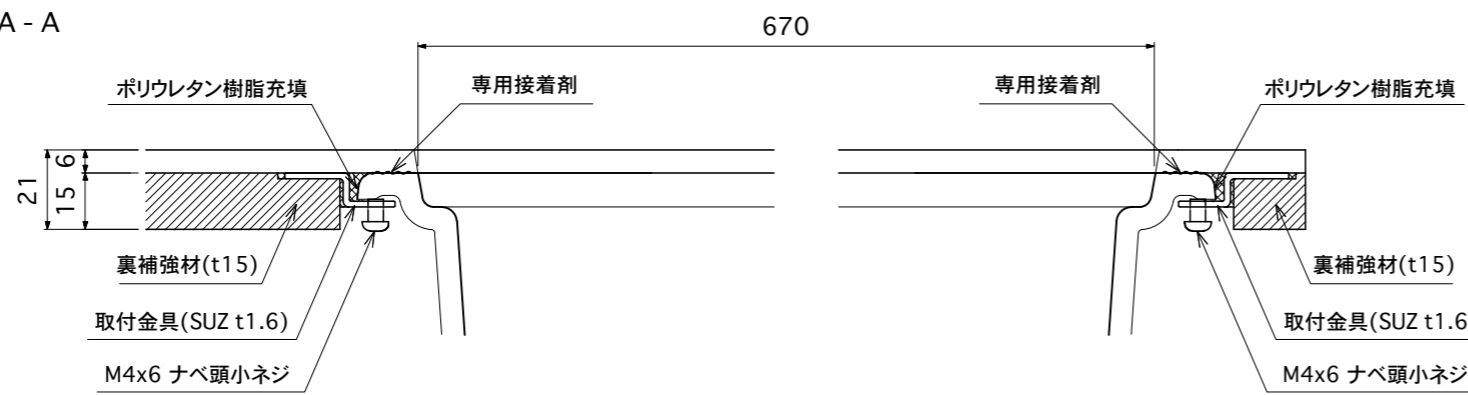 A - A
670
ポリウレタン樹脂充填
専用接着剤
専用接着剤
ポリウレタン樹脂充填
6
21
15
裏補強材(t15)
裏補強材(t15)
取付金具(SUZ t1.6)
取付金具(SUZ t1.6
M4x6 ナベ頭小ネジ
M4x6 ナベ頭小ネジ